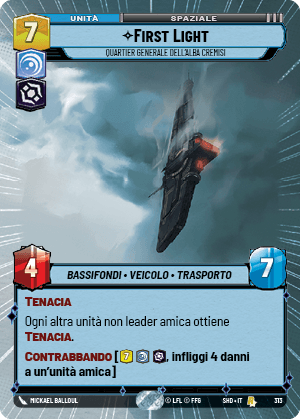 UNITÀ SPAZIALE
7
✧FIRST LIGHT
QUARTIER GENERALE DELL'ALBA CREMISI
4
7
BASSIFONDI • VEICOLO • TRASPORTO
TENACIA
Ogni altra unità non leader amica ottiene
TENACIA.
CONTRABBANDO [7, infliggi 4 danni
a un'unità amica]
MICKAEL BALLOUL © LFL © FFG SHD • IT 313